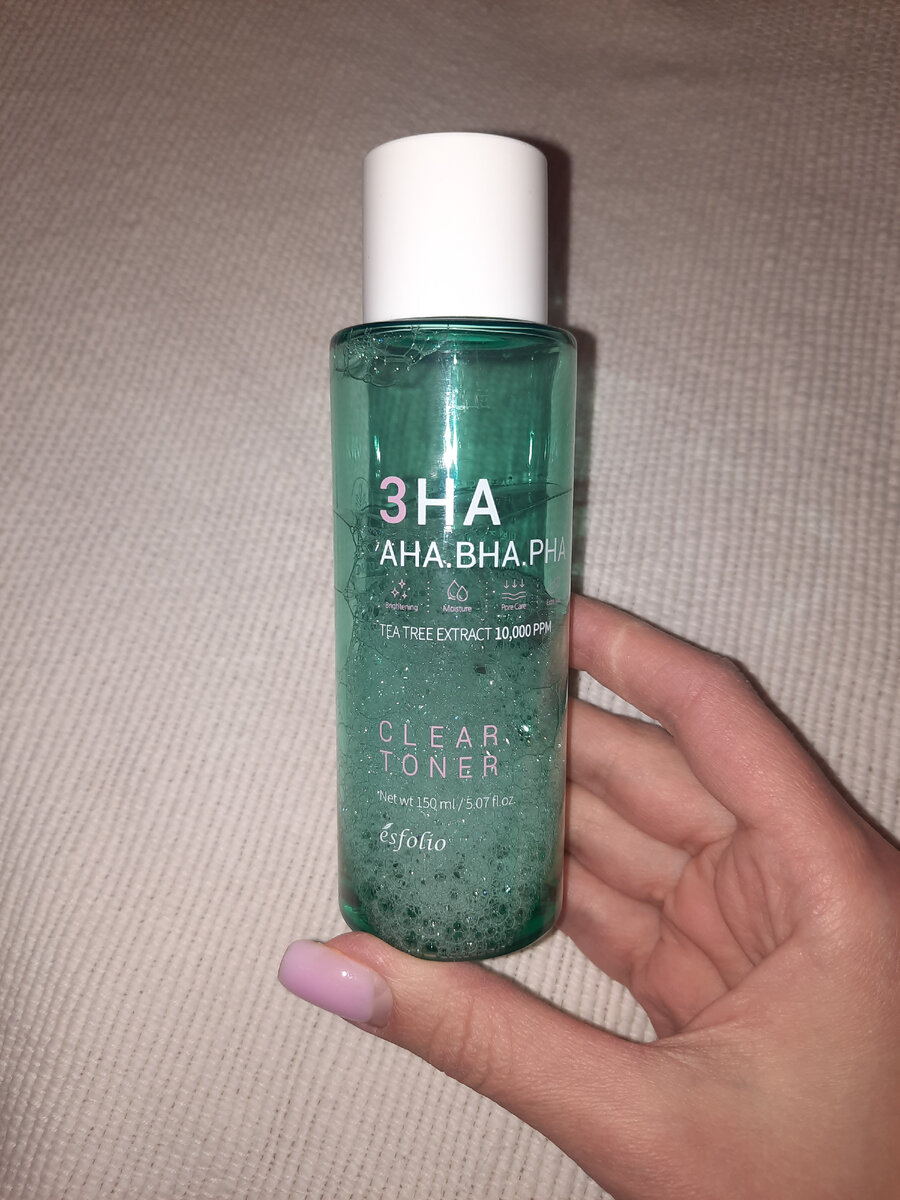 3HA
AHA.BHA.PHA
Brightening Moisture Pore Care
TEA TREE EXTRACT 10,000 PPM
CLEAR
TONER
Net wt 150 ml / 5.07 fl.oz.
ésfolio